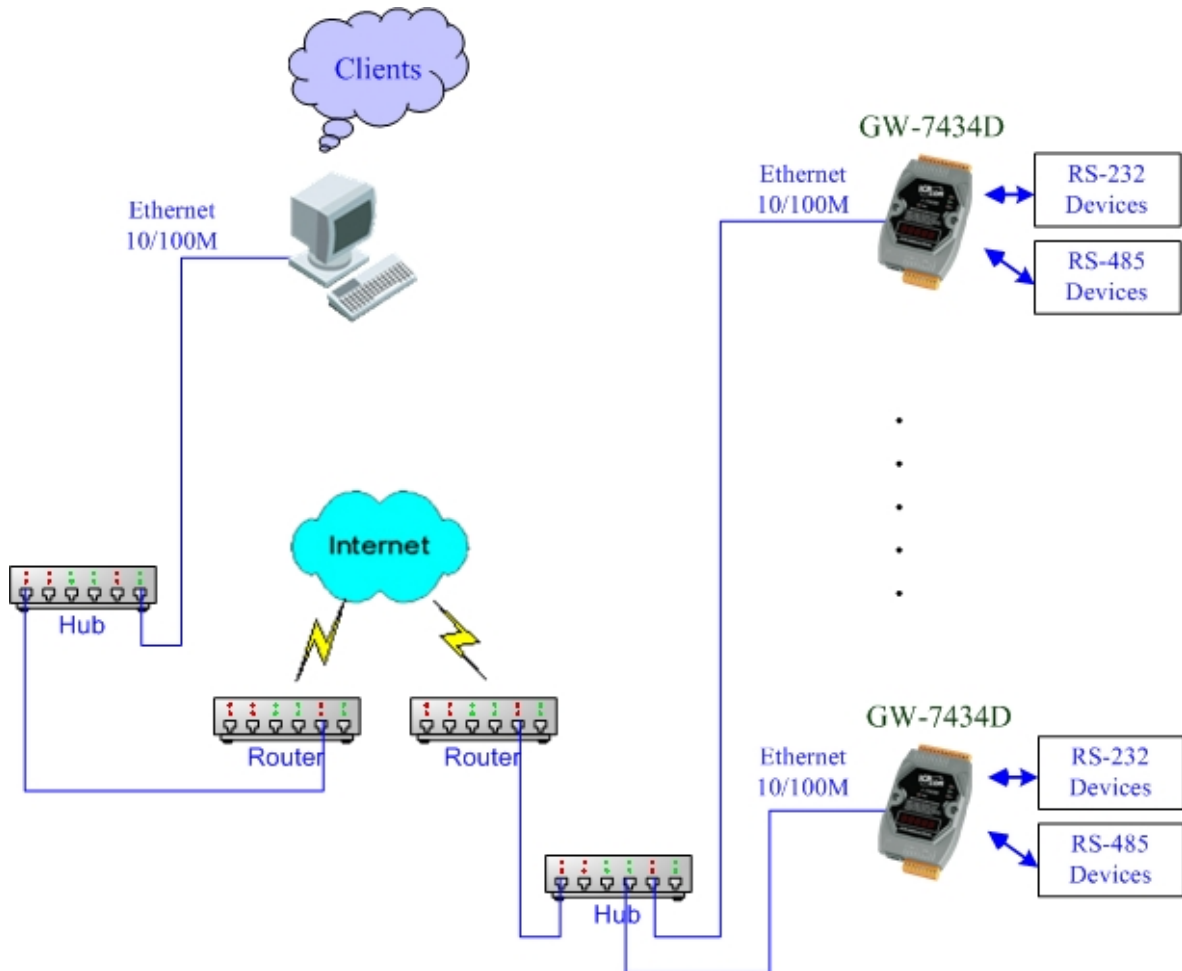 Clients
GW-7434D
Ethernet
10/100M
RS-232
Devices
Ethernet
10/100M
RS-485
Devices
Internet
Hub
Router
Router
GW-7434D
Ethernet
10/100M
RS-232
Devices
RS-485
Devices
Hub